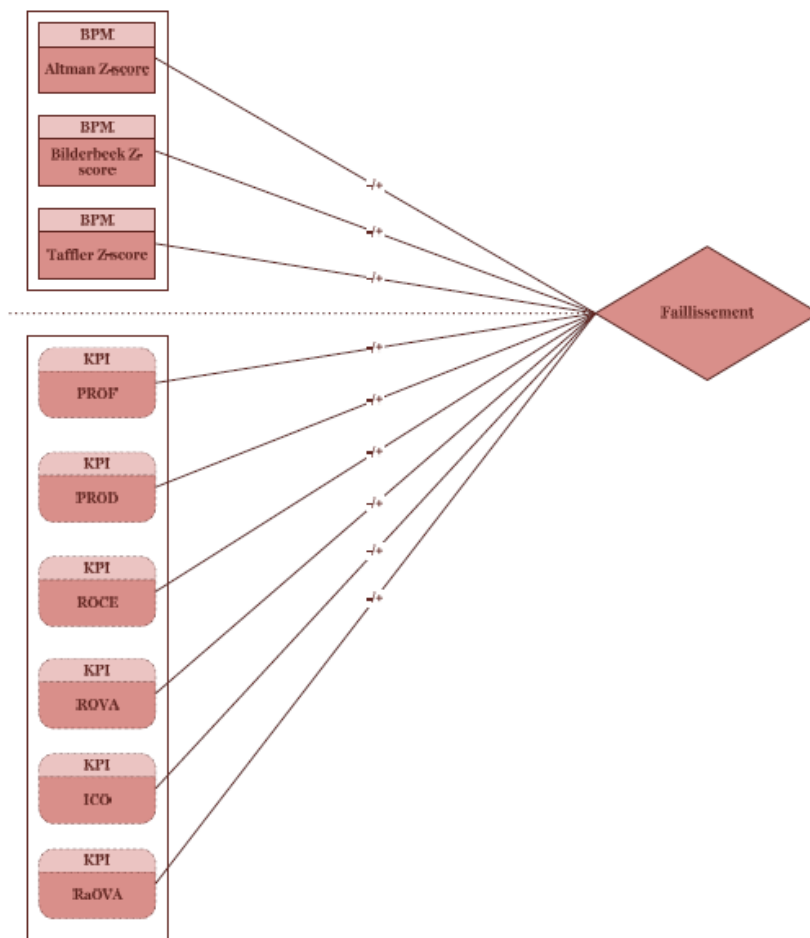 BPM
Altman Z-score
BPM
Bilderbeek Z-
score
BPM
Taffler Z-score
-/+
-/+
-/+
Faillissement
KPI
PROF
-/+
KPI
PROD
-/+
KPI
ROCE
-/+
KPI
ROVA
-/+
KPI
ICO
-/+
KPI
RaOVA
-/+